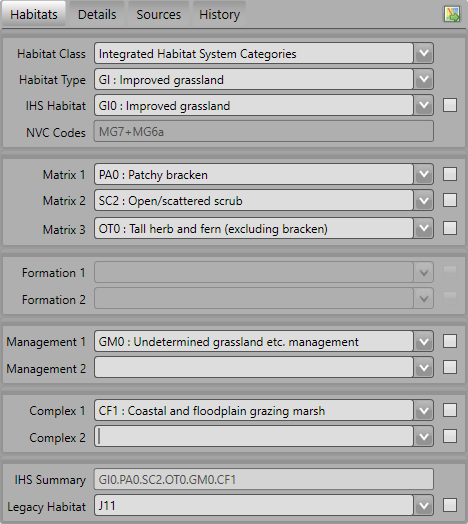 Habitats Details Sources History
Habitat Class Integrated Habitat System Categories
Habitat Type GI : Improved grassland
IHS Habitat GI0 : Improved grassland
NVC Codes MG7+MG6a
Matrix 1 PA0 : Patchy bracken
Matrix 2 SC2 : Open/scattered scrub
Matrix 3 OT0 : Tall herb and fern (excluding bracken)
Formation 1
Formation 2
Management 1 GM0 : Undetermined grassland etc. management
Management 2
Complex 1 CF1 : Coastal and floodplain grazing marsh
Complex 2
IHS Summary GI0.PA0.SC2.OT0.GM0.CF1
Legacy Habitat J11